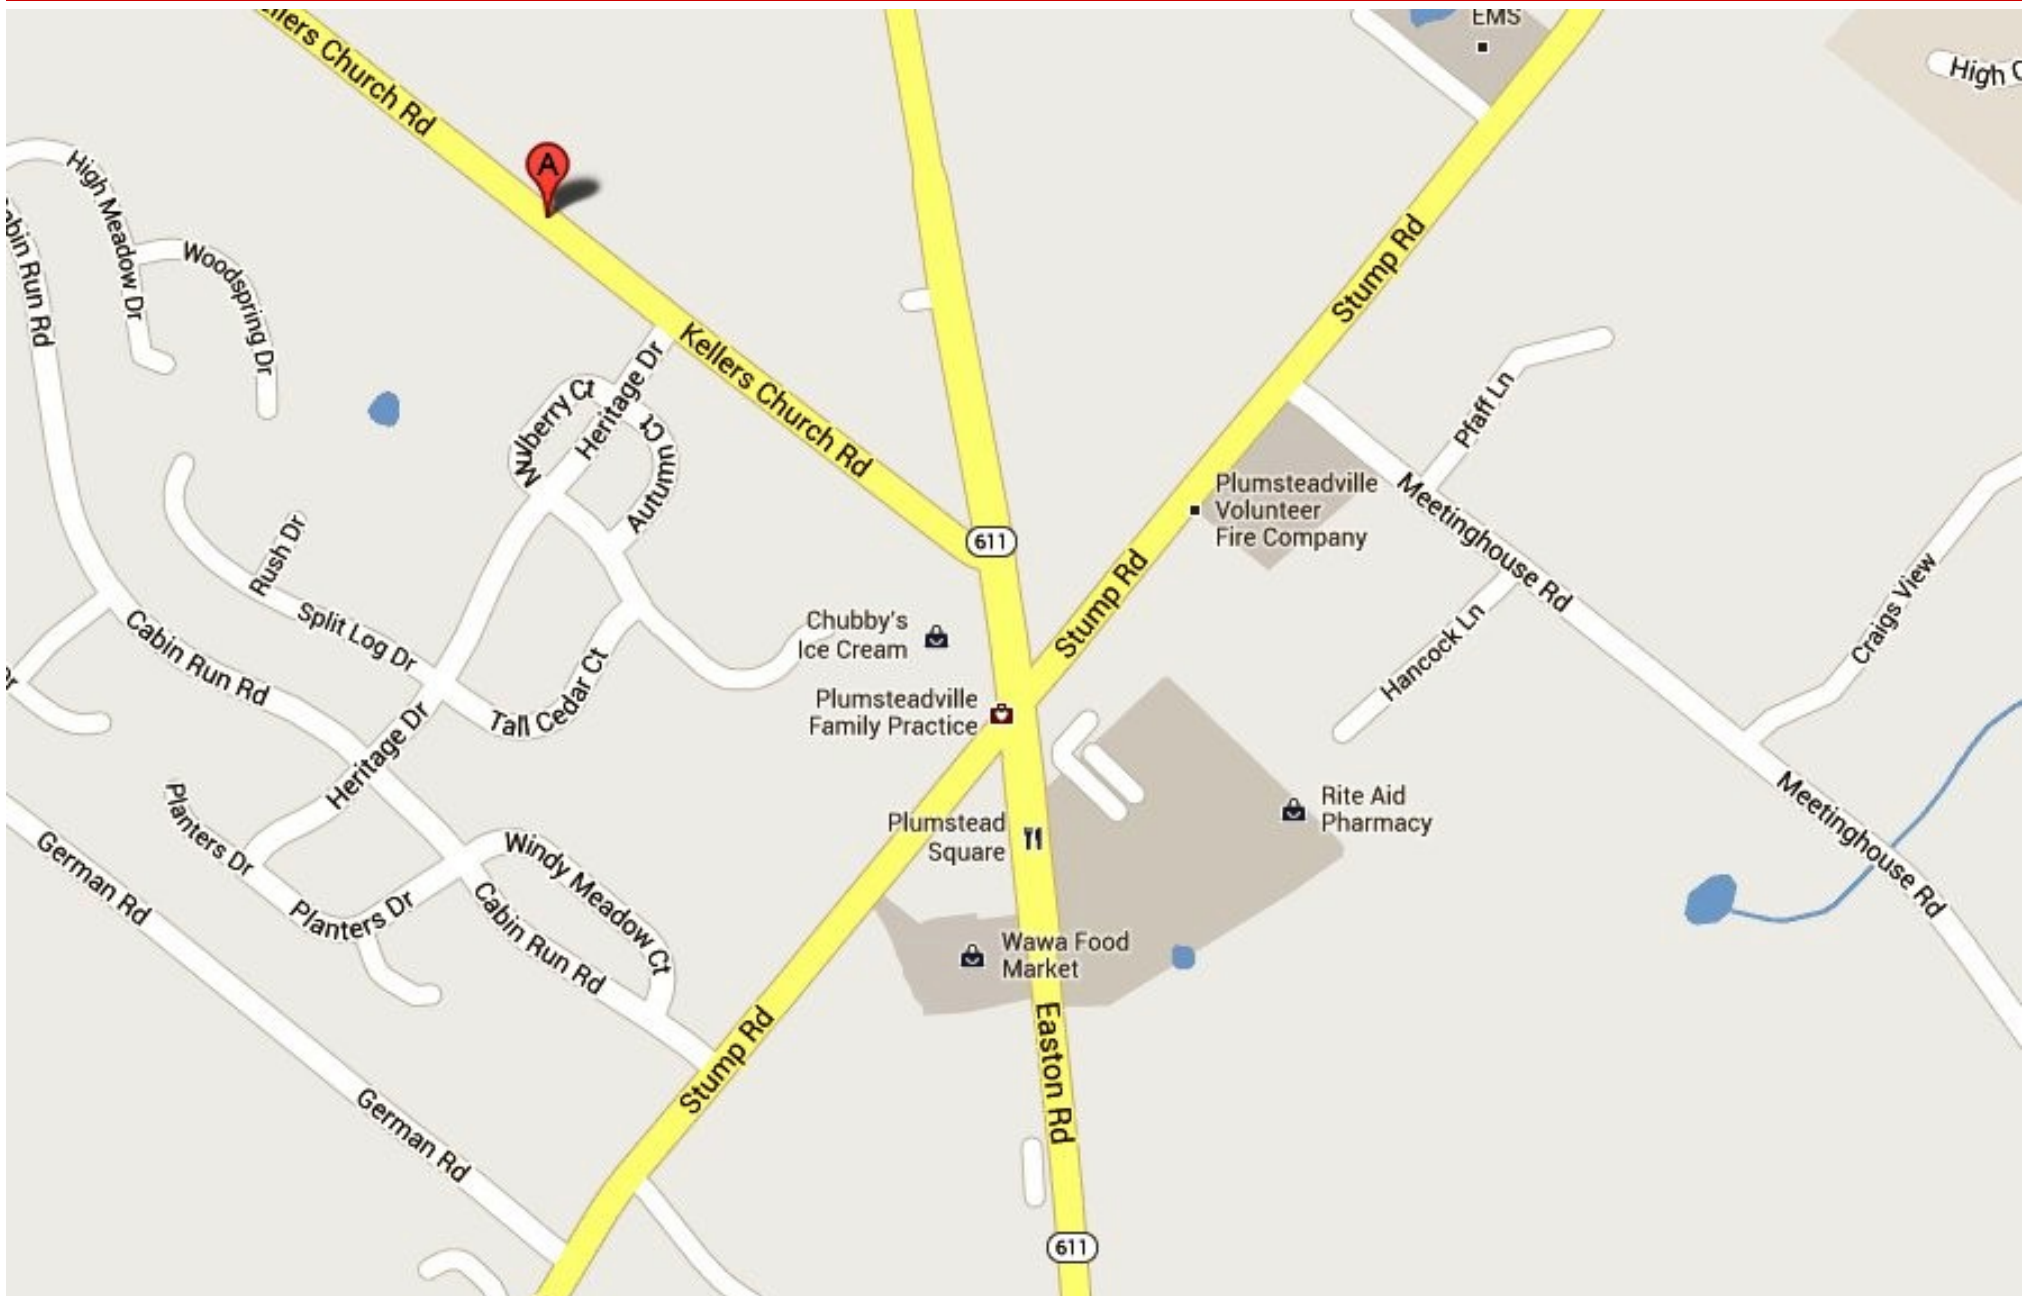 Church Rd
EMS
A
High Meadow Dr
Woodspring Dr
Run Rd
Stump Rd
Kellers Church Rd
Heritage Dr
Mulberry Ct
Autumn Ct
Pfaff Ln
Plumsteadville
Volunteer
Fire Company
Meetinghouse Rd
611
Rush Dr
Split Log Dr
Stump Rd
Chubby's
Ice Cream
Craigs View
Hancock Ln
Cabin Run Rd
Tall Cedar Ct
Plumsteadville
Family Practice
Heritage Dr
Planters Dr
Rite Aid
Pharmacy
Plumstead
Square
Meetinghouse Rd
German Rd
Windy Meadow Ct
Planters Dr
Cabin Run Rd
Wawa Food
Market
Stump Rd
Easton Rd
German Rd
611
High